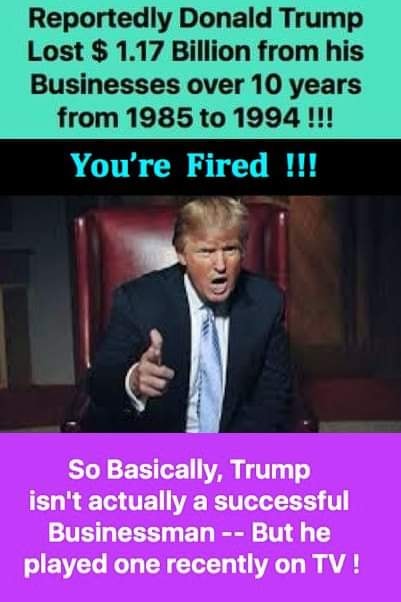 Reportedly Donald Trump
Lost $ 1.17 Billion from his
Businesses over 10 years
from 1985 to 1994 !!!
You're Fired !!!
So Basically, Trump
isn't actually a successful
Businessman -- But he
played one recently on TV !